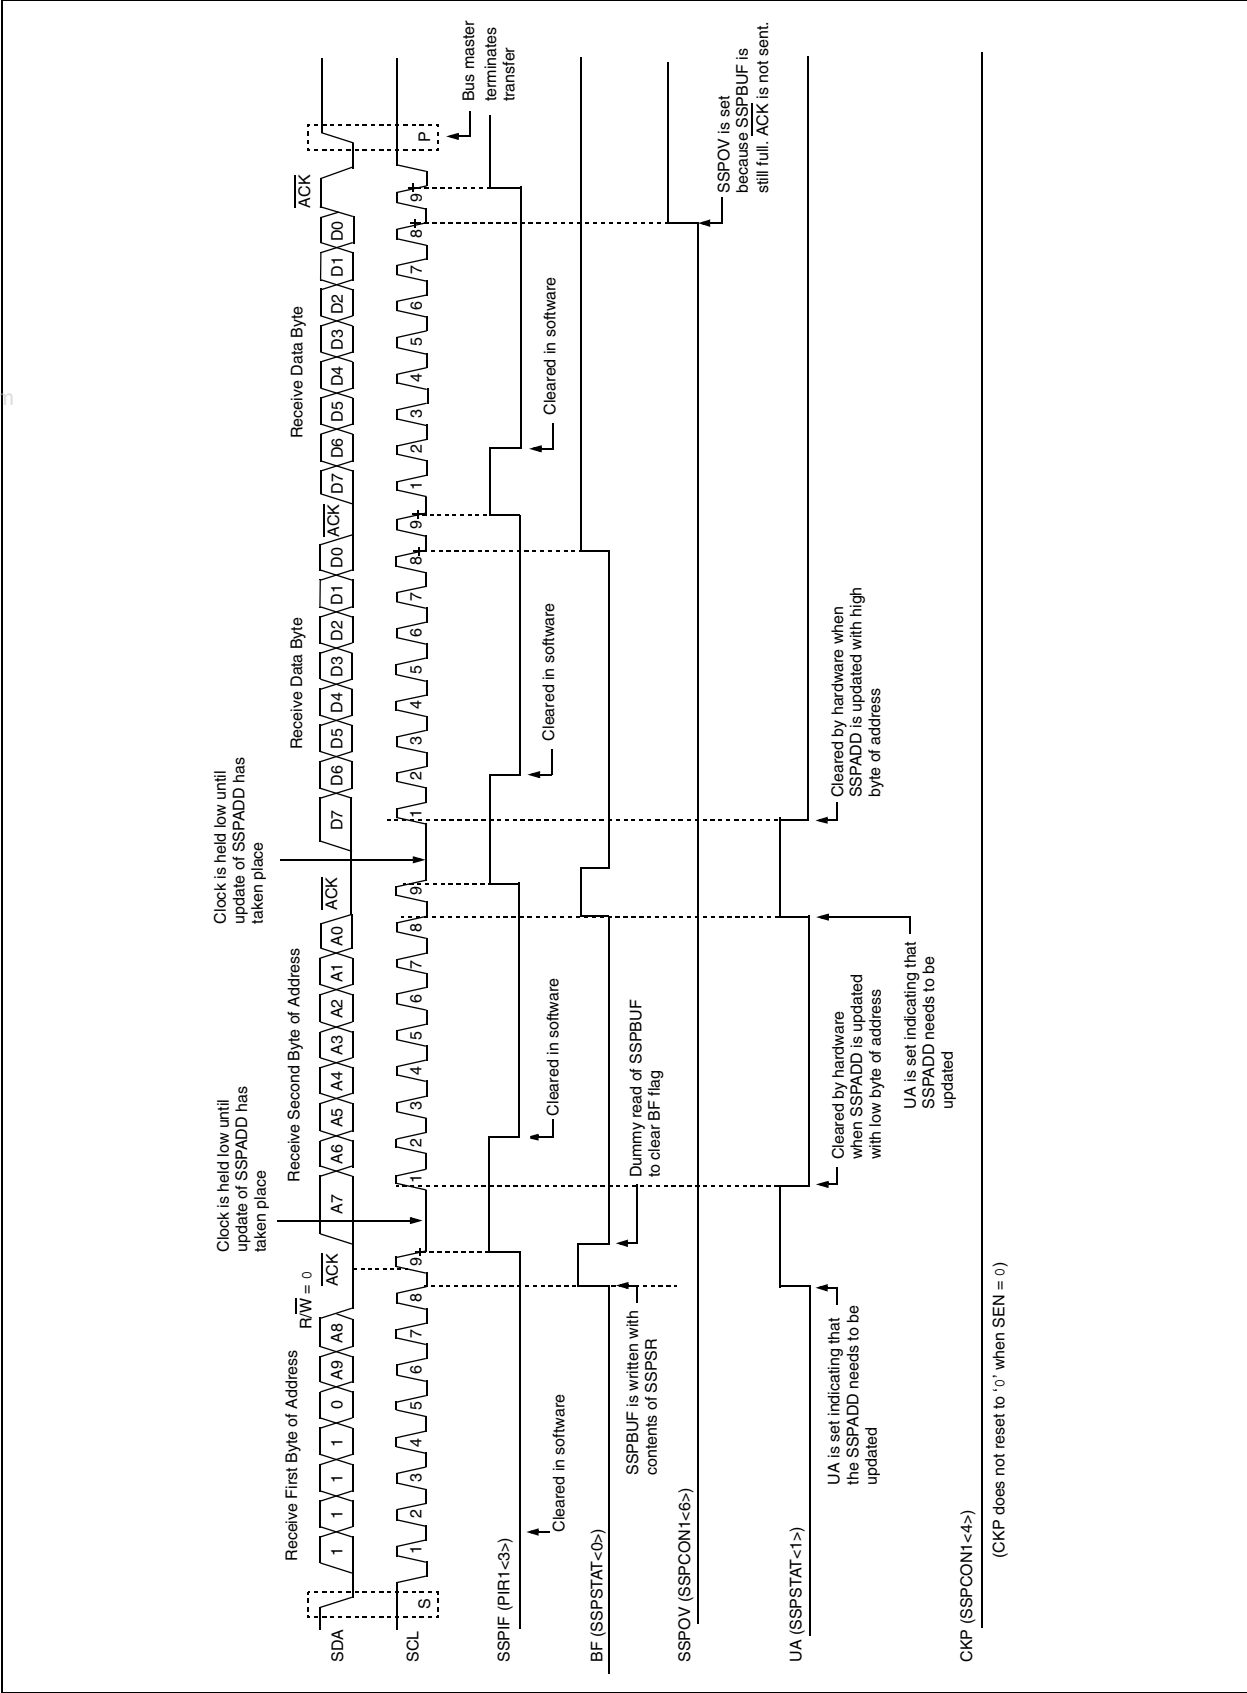 Clock is held low until
update of SSPADD has
taken place
Clock is held low until
update of SSPADD has
taken place
Receive First Byte of Address
R/W = 0
ACK
Receive Second Byte of Address
ACK
Receive Data Byte
ACK
Receive Data Byte
ACK
SDA
1 1 1 1 0 A9 A8 A7 A6 A5 A4 A3 A2 A1 A0 D7 D6 D5 D4 D3 D2 D1 D0 D7 D6 D5 D4 D3 D2 D1 D0
SCL
S 1 2 3 4 5 6 7 8 9 1 2 3 4 5 6 7 8 9 1 2 3 4 5 6 7 8 9 1 2 3 4 5 6 7 8 9 P
Bus master
terminates
transfer
SSPIF (PIR1<3>)
Cleared in software
Cleared in software
Cleared in software
Cleared in software
BF (SSPSTAT<0>)
SSPBUF is written with
contents of SSPSR
Dummy read of SSPBUF
to clear BF flag
SSPOV (SSPCON1<6>)
SSPOV is set
because SSPBUF is
still full. ACK is not sent.
UA (SSPSTAT<1>)
UA is set indicating that
the SSPADD needs to be
updated
Cleared by hardware
when SSPADD is updated
with low byte of address
UA is set indicating that
SSPADD needs to be
updated
Cleared by hardware when
SSPADD is updated with high
byte of address
CKP (SSPCON1<4>)
(CKP does not reset to ‘0’ when SEN = 0)